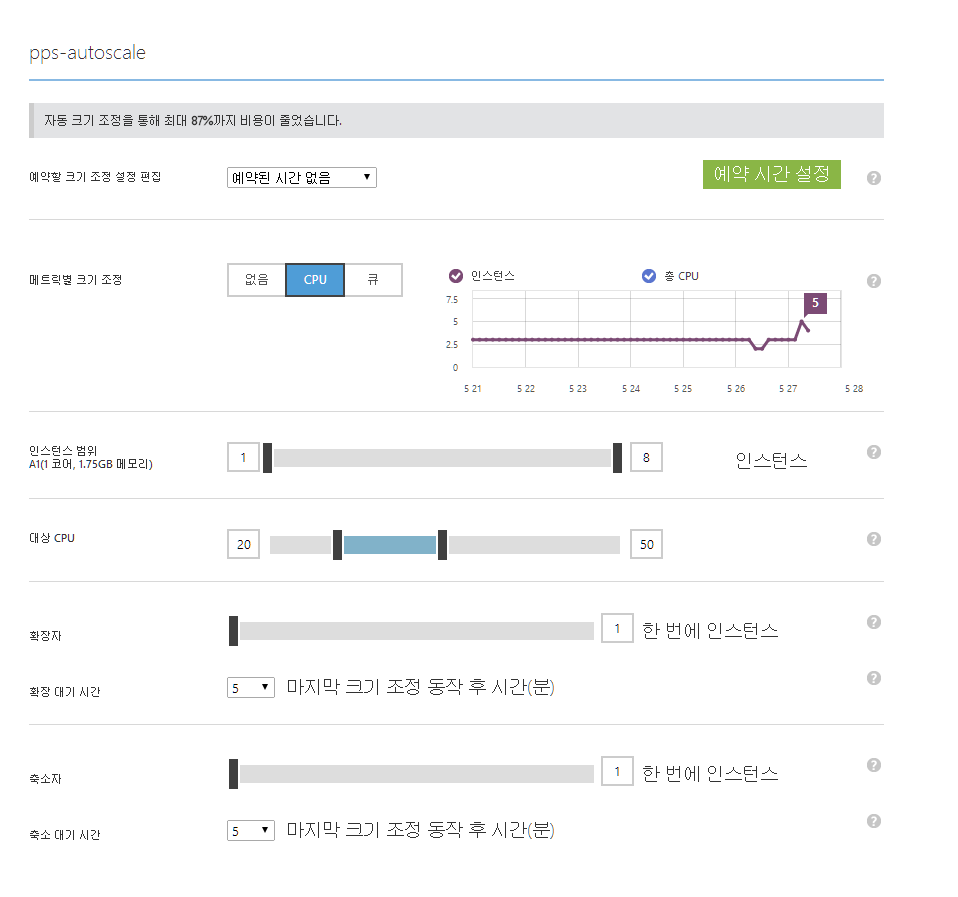 pps-autoscale
자동 크기 조정을 통해 최대 87%까지 비용이 줄었습니다.
예약할 크기 조정 설정 편집
예약된 시간 없음
예약 시간 설정
메트릭별 크기 조정
없음
CPU
큐
인스턴스
총 CPU
7.5
5
2.5
0
5
5 21
5 22
5 23
5 24
5 25
5 26
5 27
5 28
인스턴스 범위
A1(1 코어, 1.75GB 메모리)
1
8
인스턴스
대상 CPU
20
50
확장자
1
한 번에 인스턴스
확장 대기 시간
5
마지막 크기 조정 동작 후 시간(분)
축소자
1
한 번에 인스턴스
축소 대기 시간
5
마지막 크기 조정 동작 후 시간(분)